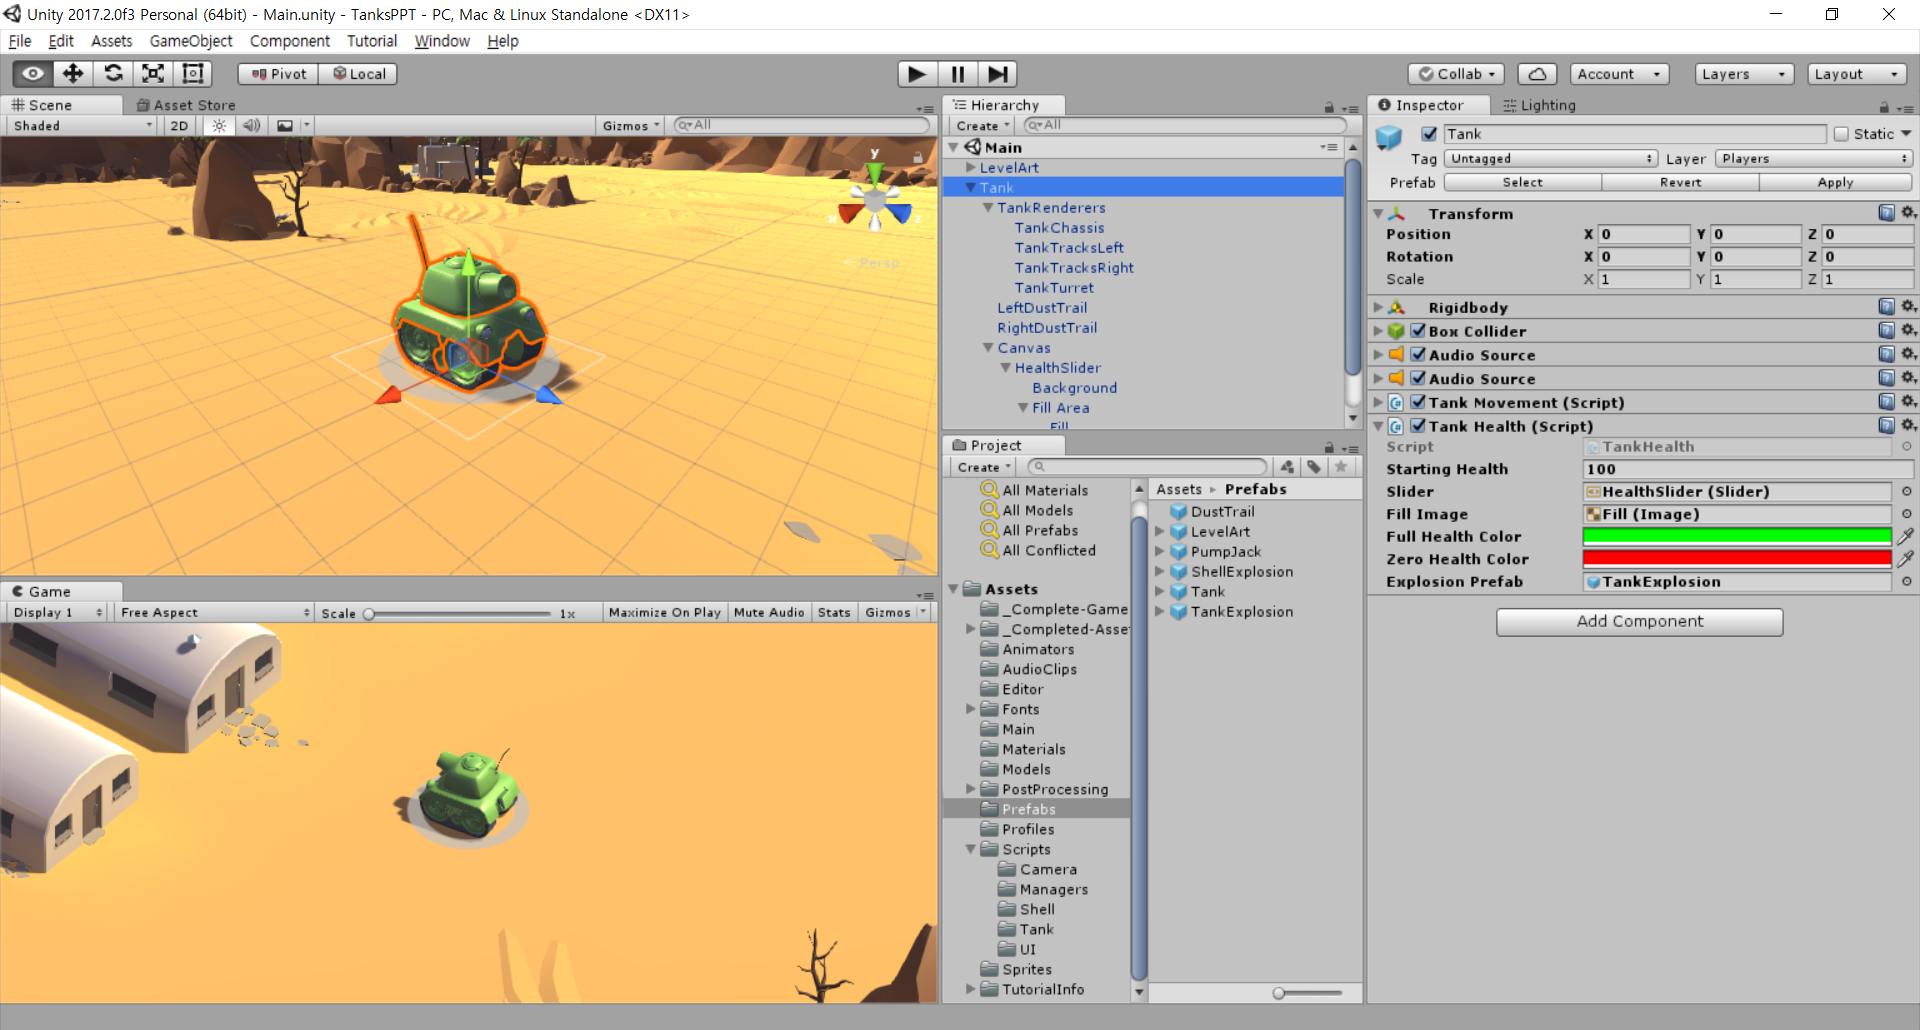 Unity 2017.2.0f3 Personal (64bit) - Main.unity - TanksPPT - PC, Mac & Linux Standalone <DX11>
File Edit Assets GameObject Component Tutorial Window Help
Pivot Local Collab Account Layers Layout
Scene Asset Store
Shaded 2D Gizmos All
y
x z
Persp
Game
Display 1 Free Aspect Scale 1x Maximize On Play Mute Audio Stats Gizmos
Hierarchy
Create All
Main
LevelArt
Tank
TankRenderers
TankChassis
TankTracksLeft
TankTracksRight
TankTurret
LeftDustTrail
RightDustTrail
Canvas
HealthSlider
Background
Fill Area
Fill
Project
Create
All Materials
All Models
All Prefabs
All Conflicted
Assets
_Complete-Game
_Completed-Asse
Animators
AudioClips
Editor
Fonts
Main
Materials
Models
PostProcessing
Prefabs
Profiles
Scripts
Camera
Managers
Shell
Tank
UI
Sprites
TutorialInfo
Assets Prefabs
DustTrail
LevelArt
PumpJack
ShellExplosion
Tank
TankExplosion
Inspector Lighting
Tank Static
Tag Untagged Layer Players
Prefab Select Revert Apply
Transform
Position X 0 Y 0 Z 0
Rotation X 0 Y 0 Z 0
Scale X 1 Y 1 Z 1
Rigidbody
Box Collider
Audio Source
Audio Source
Tank Movement (Script)
Tank Health (Script)
Script TankHealth
Starting Health 100
Slider HealthSlider (Slider)
Fill Image Fill (Image)
Full Health Color
Zero Health Color
Explosion Prefab TankExplosion
Add Component